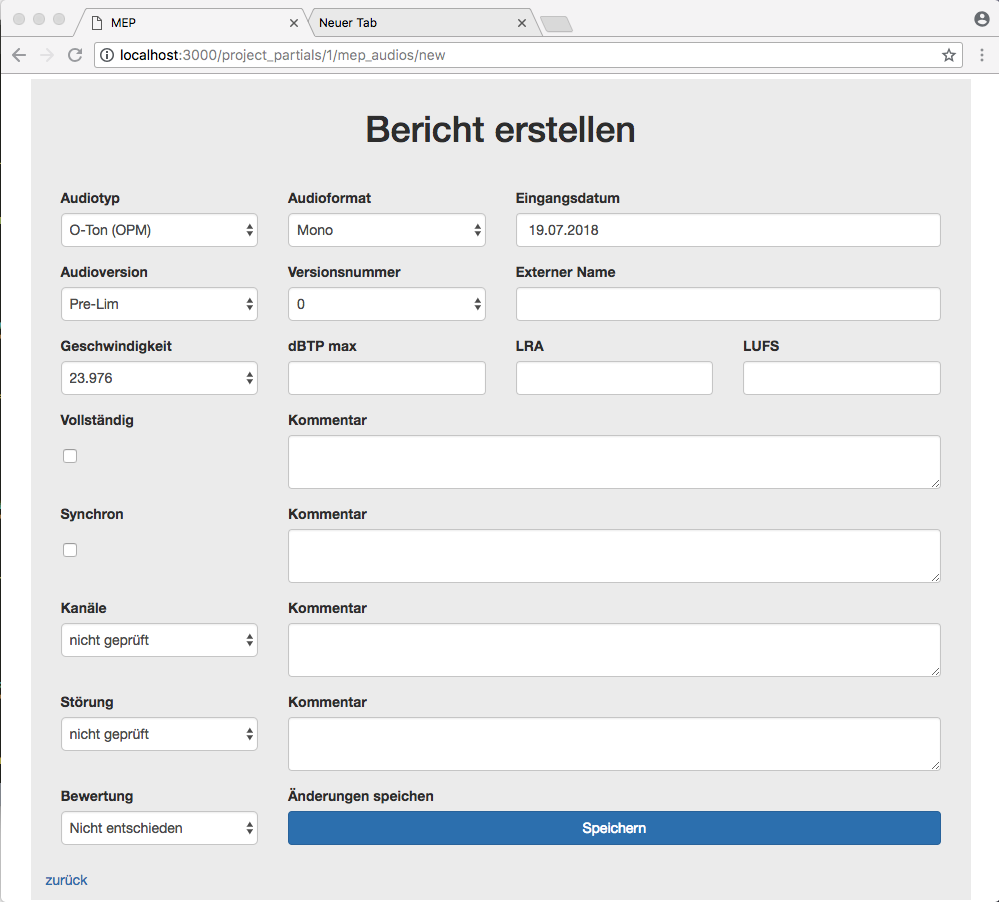 MEP
Neuer Tab
localhost:3000/project_partials/1/mep_audios/new
Bericht erstellen
Audiotyp Audioformat Eingangsdatum
O-Ton (OPM) Mono 19.07.2018
Audioversion Versionsnummer Externer Name
Pre-Lim 0
Geschwindigkeit dBTP max LRA LUFS
23.976
Vollständig Kommentar
Synchron Kommentar
Kanäle Kommentar
nicht geprüft
Störung Kommentar
nicht geprüft
Bewertung Änderungen speichen
Nicht entschieden Speichern
zurück